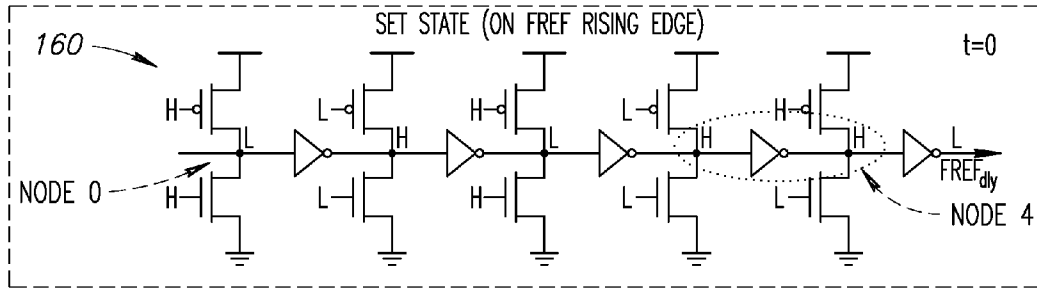 SET STATE (ON FREF RISING EDGE)
t=0
160
H L H L H
L H L H H L
NODE 0
H L H L L
FREFdly
NODE 4